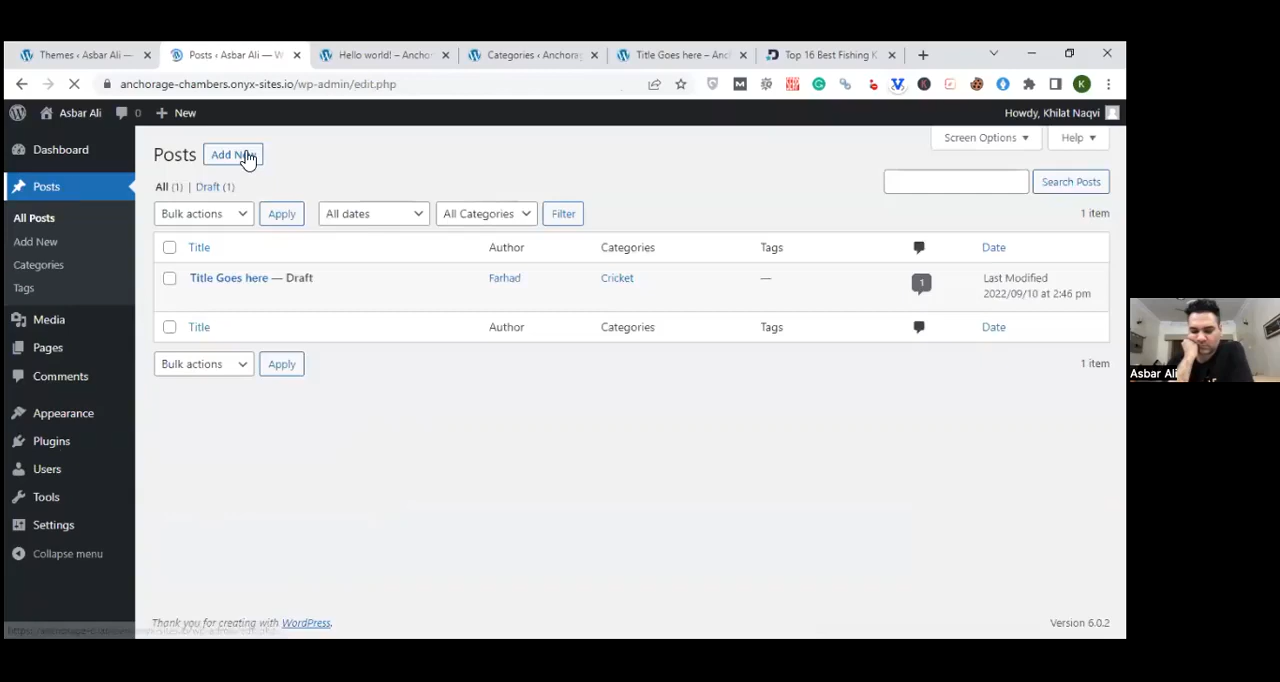 Themes ‹ Asbar Ali —
Posts ‹ Asbar Ali — W
Hello world! – Anchor
Categories ‹ Anchorag
Title Goes here – Anch
Top 16 Best Fishing K
anchorage-chambers.onyx-sites.io/wp-admin/edit.php
Asbar Ali
0
New
Howdy, Khilat Naqvi
Dashboard
Posts
All Posts
Add New
Categories
Tags
Media
Pages
Comments
Appearance
Plugins
Users
Tools
Settings
Collapse menu
Screen Options
Help
Posts
Add New
All (1) | Draft (1)
Search Posts
Bulk actions
Apply
All dates
All Categories
Filter
1 item
Title
Author
Categories
Tags
Date
Title Goes here — Draft
Farhad
Cricket
—
1
Last Modified
2022/09/10 at 2:46 pm
Title
Author
Categories
Tags
Date
Bulk actions
Apply
1 item
Thank you for creating with WordPress.
Version 6.0.2
Asbar Ali